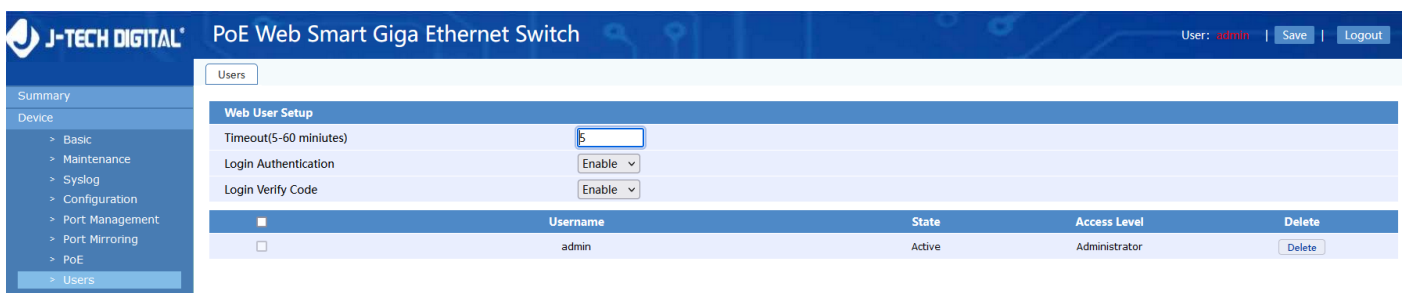 J-TECH DIGITAL®
PoE Web Smart Giga Ethernet Switch
User: admin | Save | Logout
Users
Summary
Device
> Basic
> Maintenance
> Syslog
> Configuration
> Port Management
> Port Mirroring
> PoE
> Users
Web User Setup
Timeout(5-60 miniutes) 5
Login Authentication Enable
Login Verify Code Enable
Username State Access Level Delete
admin Active Administrator Delete